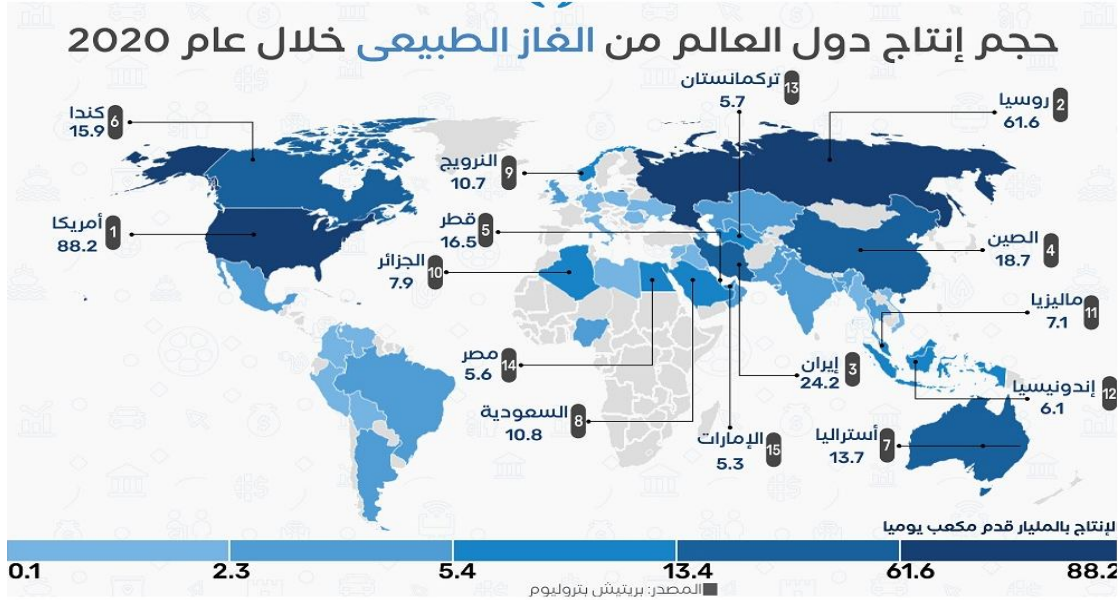 حجم إنتاج دول العالم من الغاز الطبيعى خلال عام 2020
13 تركمانستان
5.7
2 روسيا
61.6
6 كندا
15.9
9 النرويج
10.7
1 أمريكا
88.2
5 قطر
16.5
4 الصين
18.7
10 الجزائر
7.9
11 ماليزيا
7.1
14 مصر
5.6
3 إيران
24.2
12 إندونيسيا
6.1
8 السعودية
10.8
15 الإمارات
5.3
7 أستراليا
13.7
لإنتاج بالمليار قدم مكعب يوميا
0.1 2.3 5.4 13.4 61.6 88.2
المصدر: بريتيش بتروليوم